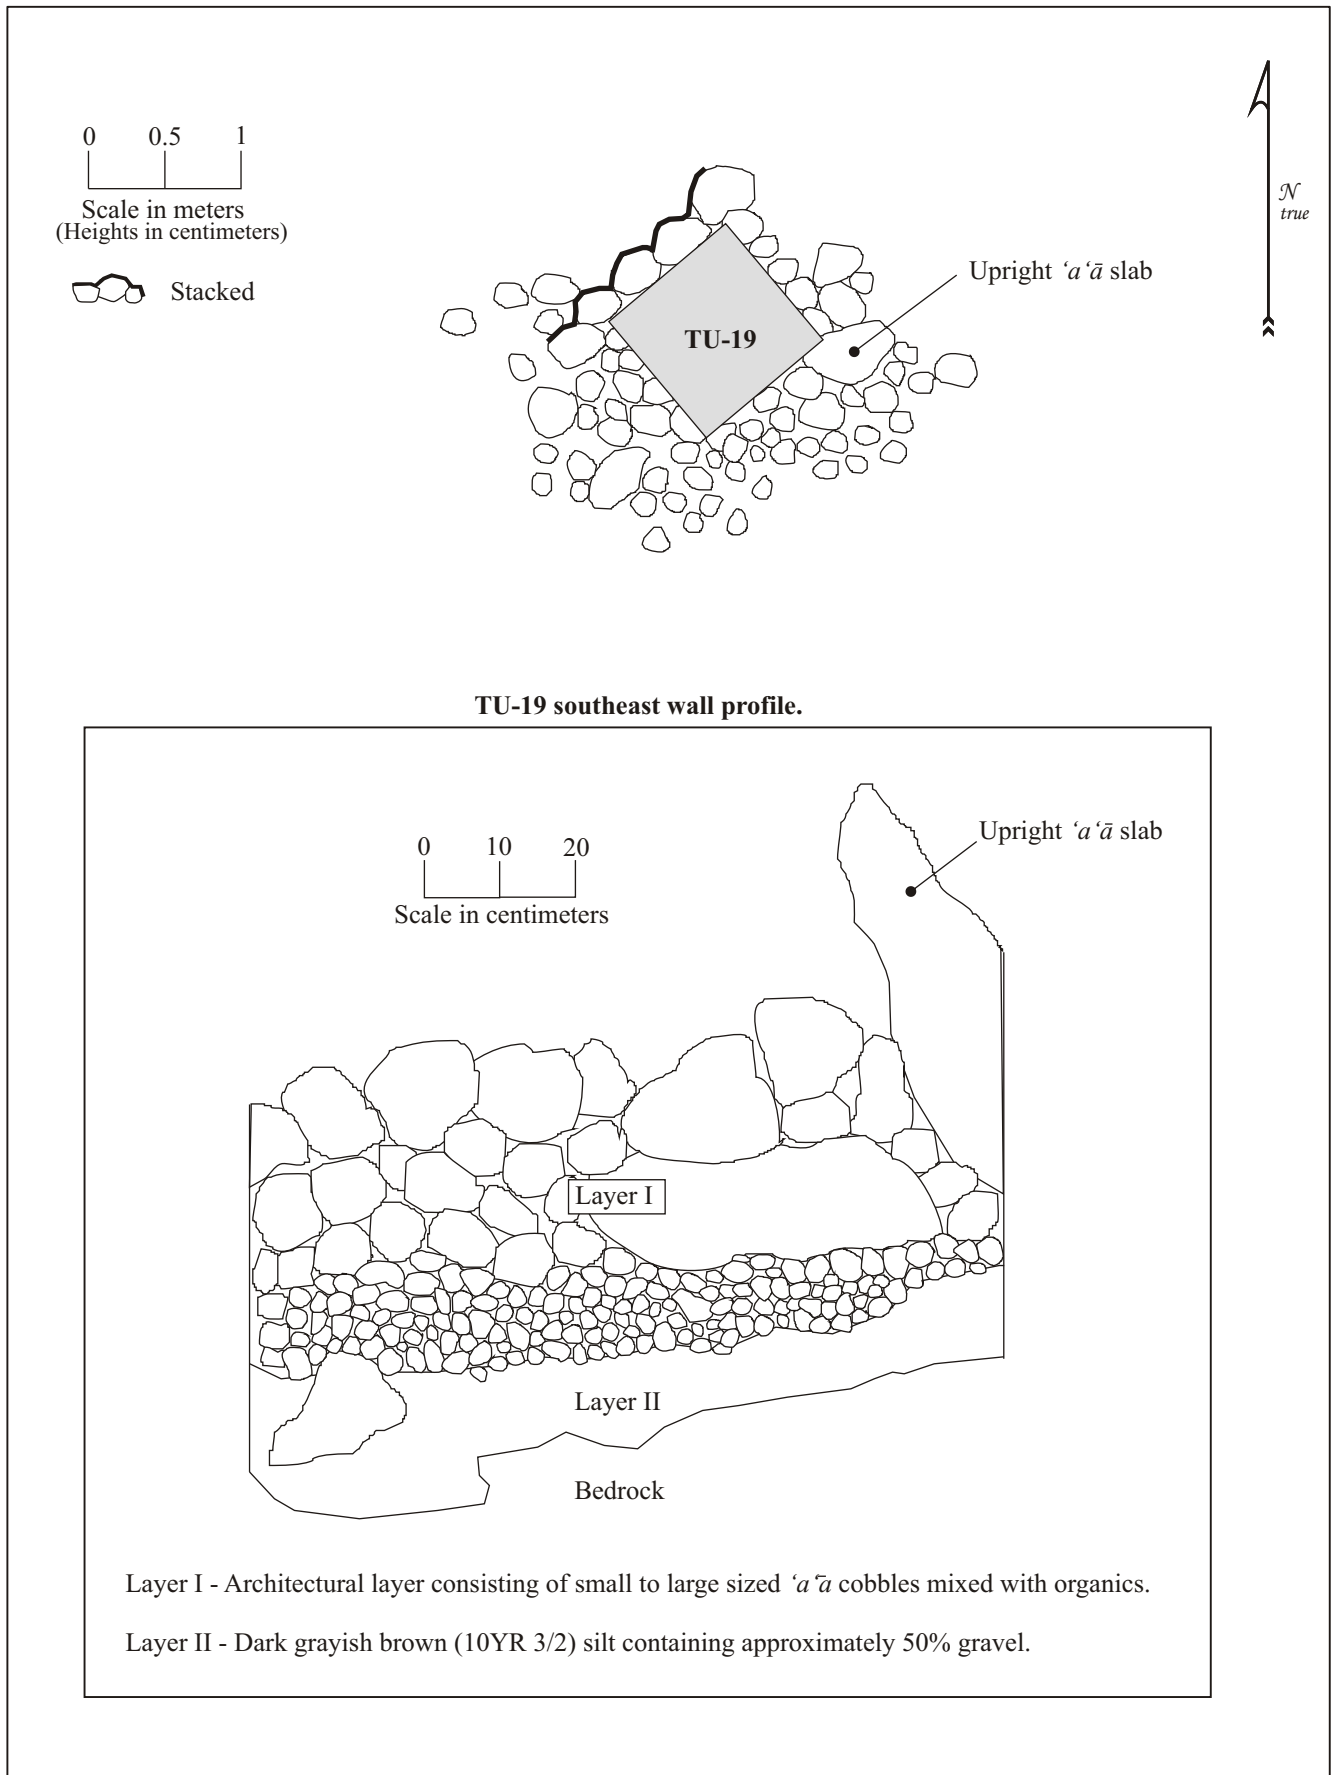 0 0.5 1
Scale in meters
(Heights in centimeters)
Stacked
N
true
Upright ʻaʻā slab
TU-19
TU-19 southeast wall profile.
Upright ʻaʻā slab
0 10 20
Scale in centimeters
Layer I
Layer II
Bedrock
Layer I - Architectural layer consisting of small to large sized ʻaʻā cobbles mixed with organics.
Layer II - Dark grayish brown (10YR 3/2) silt containing approximately 50% gravel.